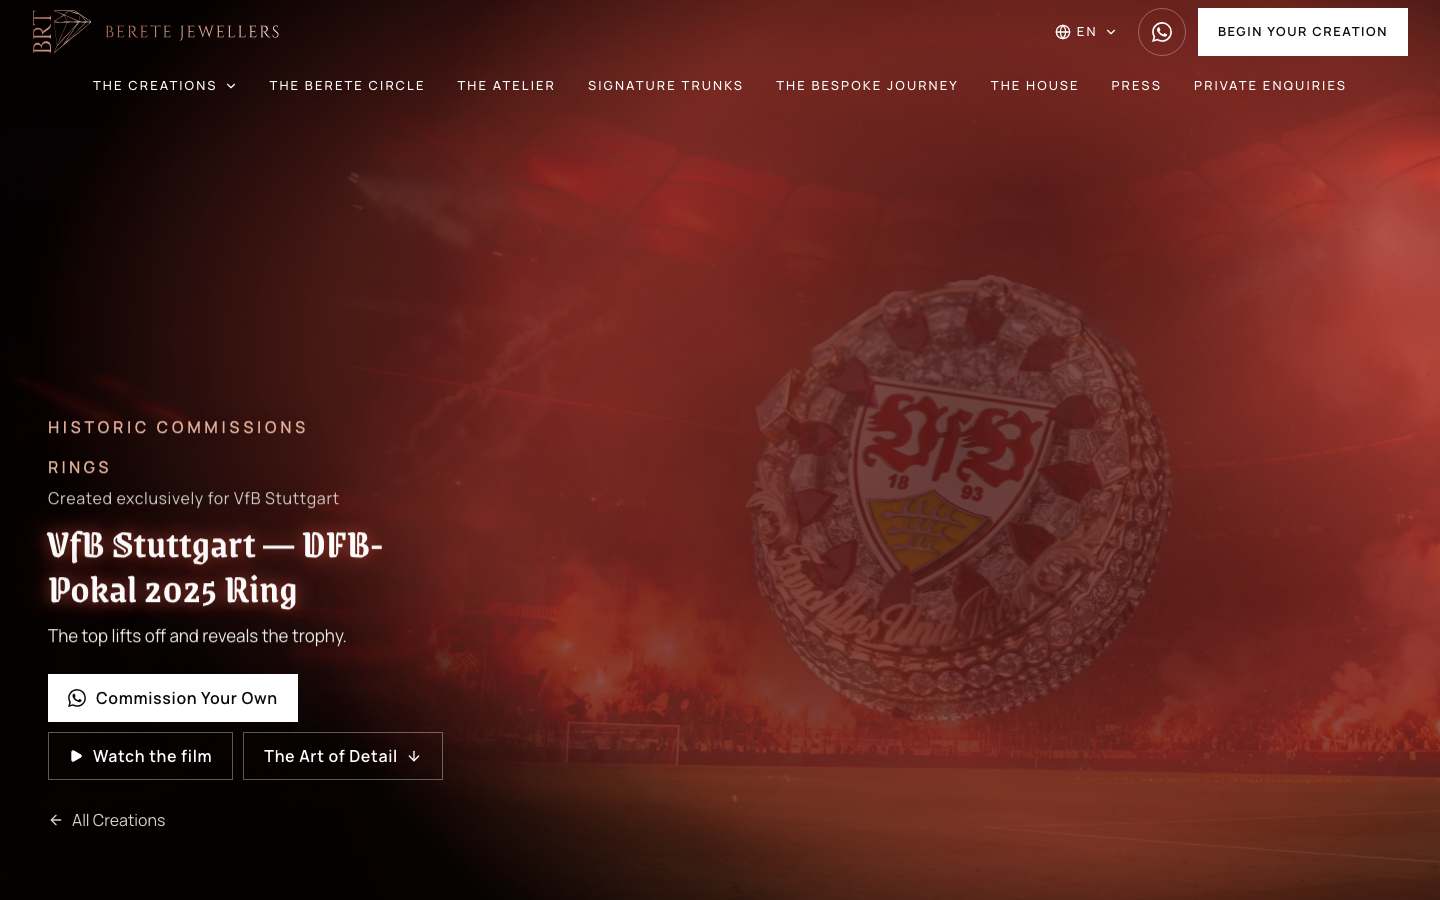 BRT
BERETE JEWELLERS
EN
BEGIN YOUR CREATION
THE CREATIONS
THE BERETE CIRCLE
THE ATELIER
SIGNATURE TRUNKS
THE BESPOKE JOURNEY
THE HOUSE
PRESS
PRIVATE ENQUIRIES
HISTORIC COMMISSIONS
RINGS
Created exclusively for VfB Stuttgart
VfB Stuttgart — DFB-
Pokal 2025 Ring
The top lifts off and reveals the trophy.
Commission Your Own
Watch the film
The Art of Detail
All Creations
VfB
18 93